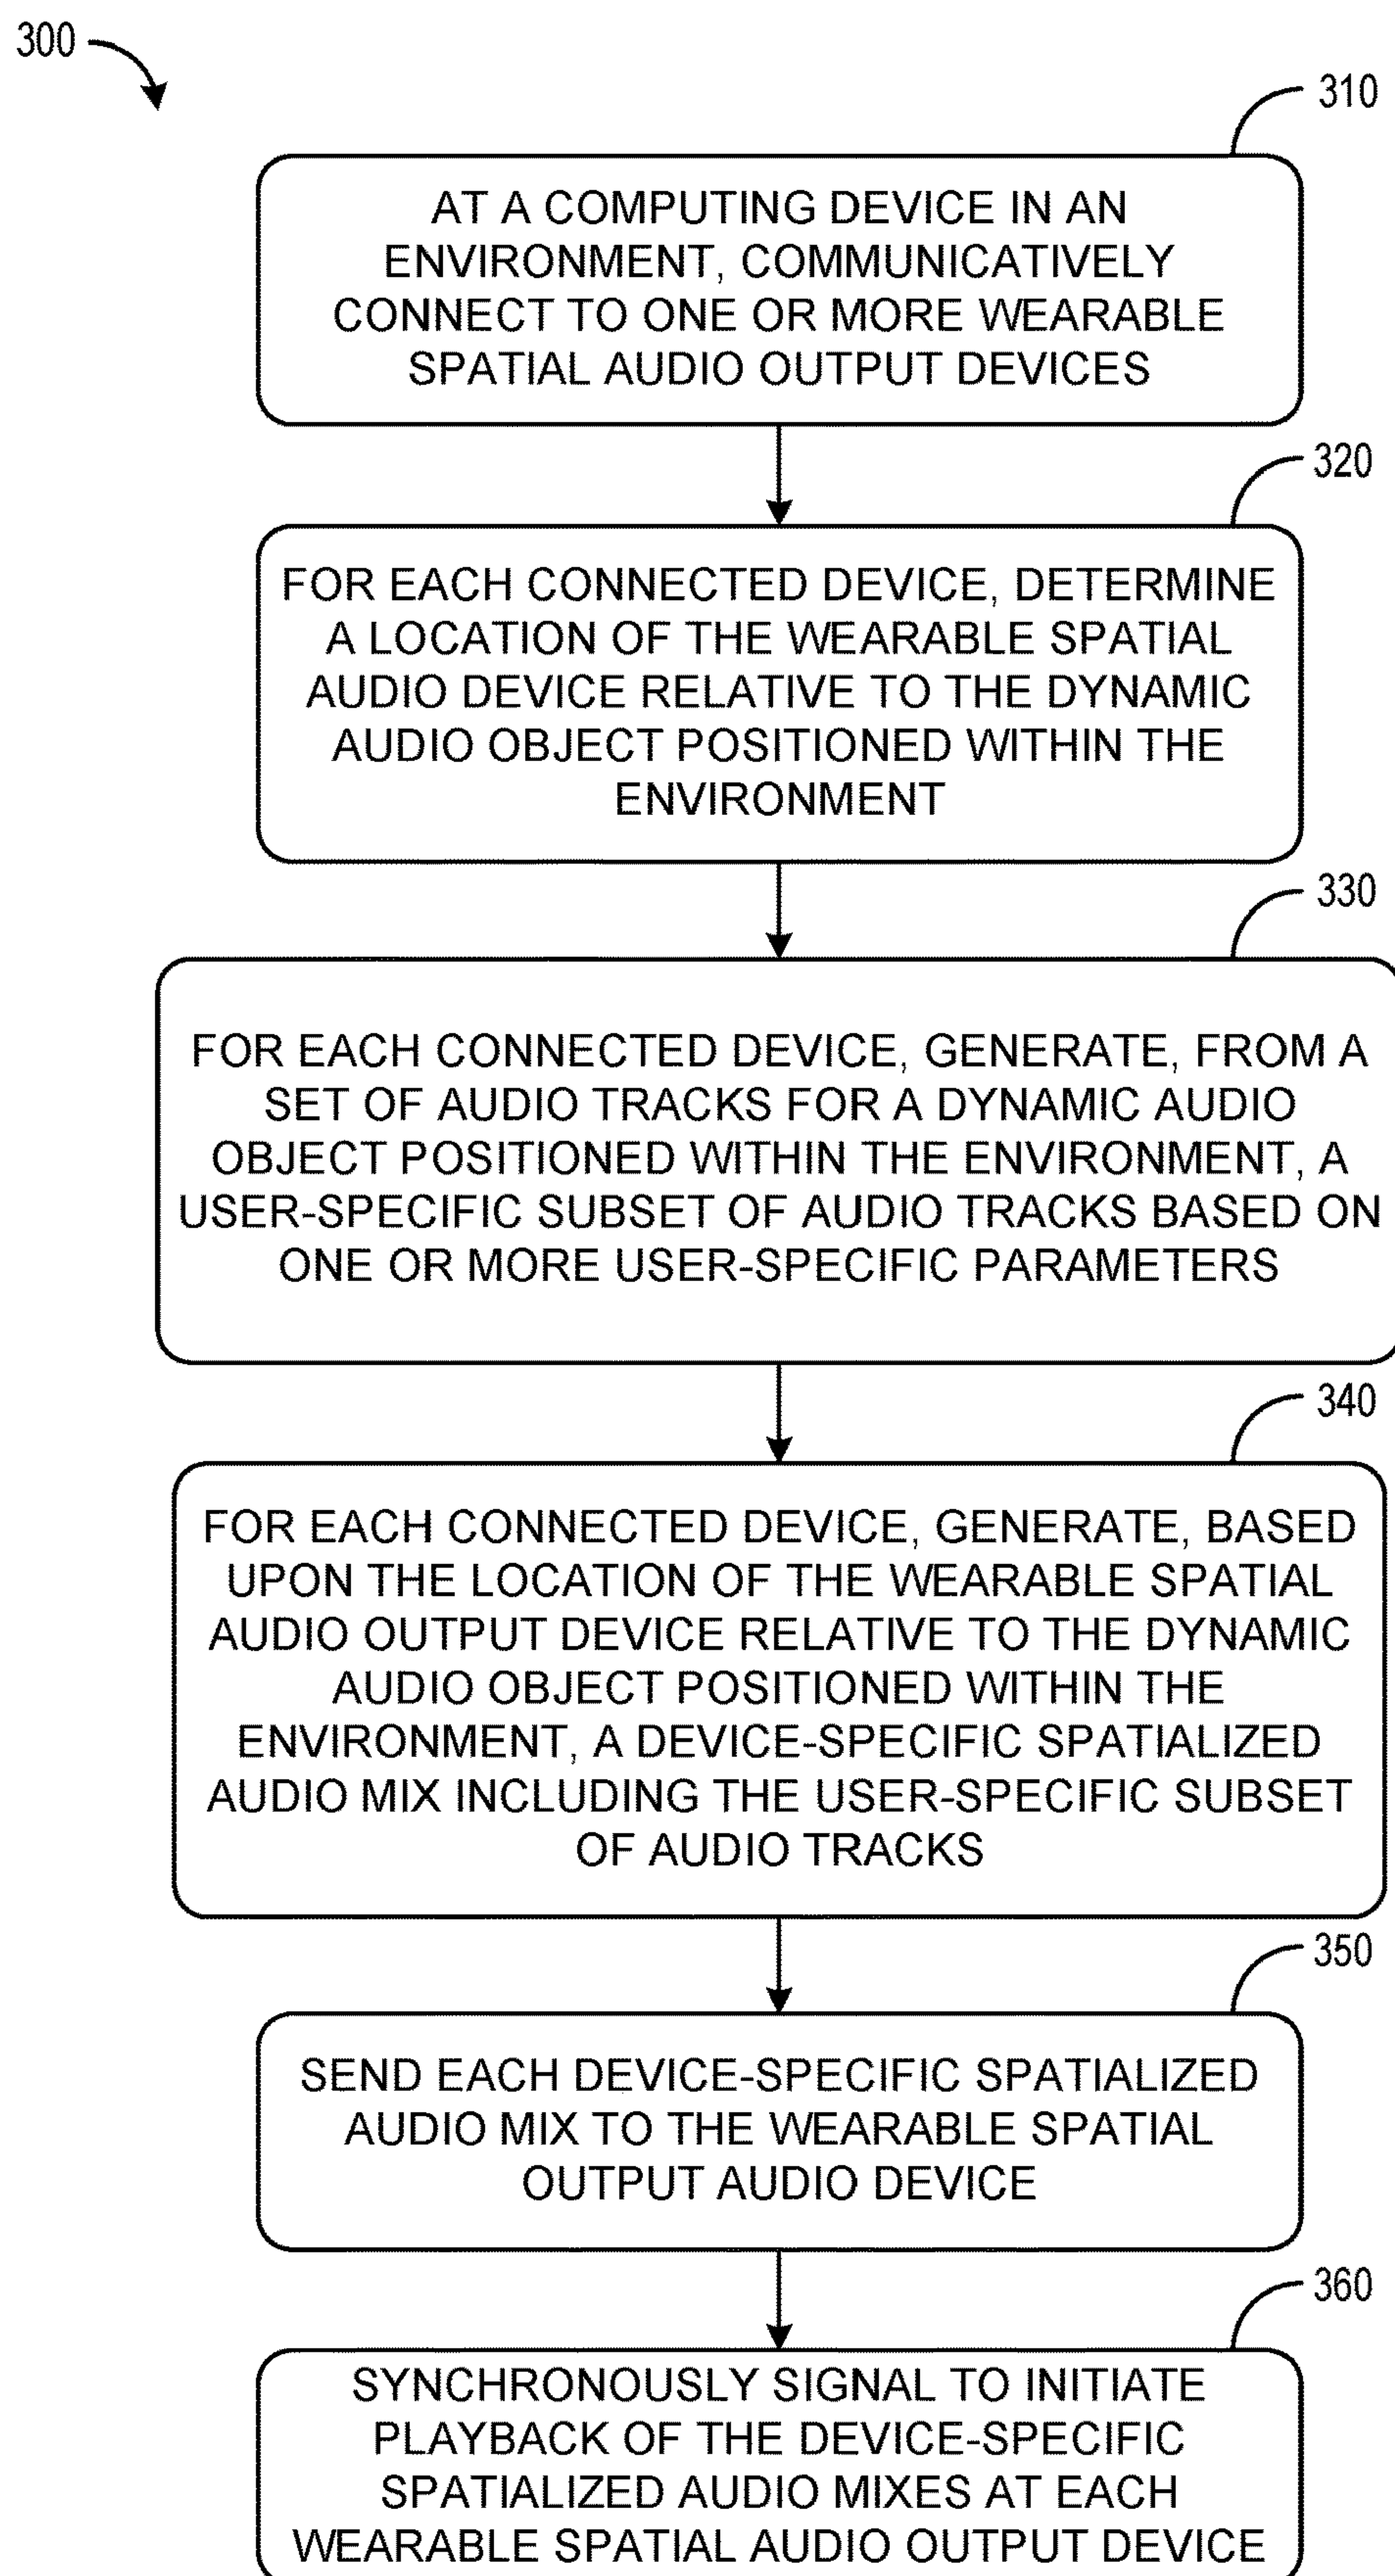 300
310
AT A COMPUTING DEVICE IN AN
ENVIRONMENT, COMMUNICATIVELY
CONNECT TO ONE OR MORE WEARABLE
SPATIAL AUDIO OUTPUT DEVICES
320
FOR EACH CONNECTED DEVICE, DETERMINE
A LOCATION OF THE WEARABLE SPATIAL
AUDIO DEVICE RELATIVE TO THE DYNAMIC
AUDIO OBJECT POSITIONED WITHIN THE
ENVIRONMENT
330
FOR EACH CONNECTED DEVICE, GENERATE, FROM A
SET OF AUDIO TRACKS FOR A DYNAMIC AUDIO
OBJECT POSITIONED WITHIN THE ENVIRONMENT, A
USER-SPECIFIC SUBSET OF AUDIO TRACKS BASED ON
ONE OR MORE USER-SPECIFIC PARAMETERS
340
FOR EACH CONNECTED DEVICE, GENERATE, BASED
UPON THE LOCATION OF THE WEARABLE SPATIAL
AUDIO OUTPUT DEVICE RELATIVE TO THE DYNAMIC
AUDIO OBJECT POSITIONED WITHIN THE
ENVIRONMENT, A DEVICE-SPECIFIC SPATIALIZED
AUDIO MIX INCLUDING THE USER-SPECIFIC SUBSET
OF AUDIO TRACKS
350
SEND EACH DEVICE-SPECIFIC SPATIALIZED
AUDIO MIX TO THE WEARABLE SPATIAL
OUTPUT AUDIO DEVICE
360
SYNCHRONOUSLY SIGNAL TO INITIATE
PLAYBACK OF THE DEVICE-SPECIFIC
SPATIALIZED AUDIO MIXES AT EACH
WEARABLE SPATIAL AUDIO OUTPUT DEVICE